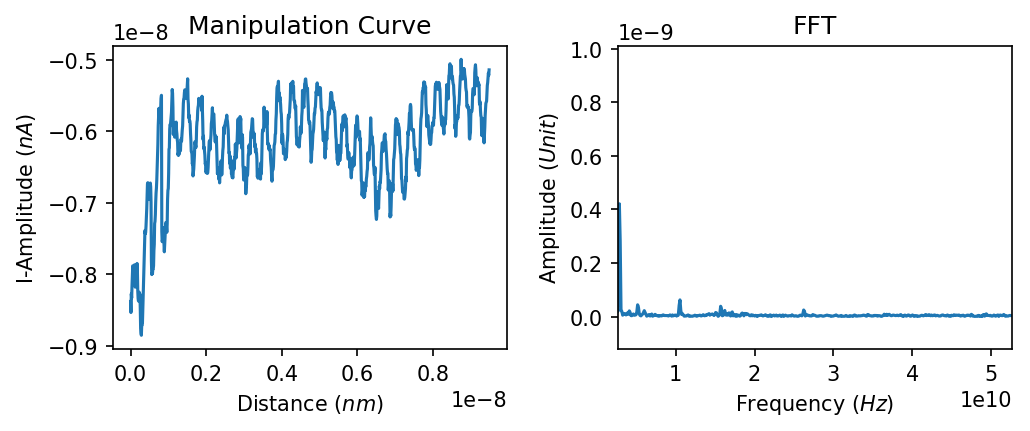 Manipulation Curve
1e−8
−0.5
−0.6
−0.7
−0.8
−0.9
I-Amplitude (nA)
0.0 0.2 0.4 0.6 0.8
1e−8
Distance (nm)
FFT
1e−9
1.0
0.8
0.6
0.4
0.2
0.0
Amplitude (Unit)
1 2 3 4 5
1e10
Frequency (Hz)